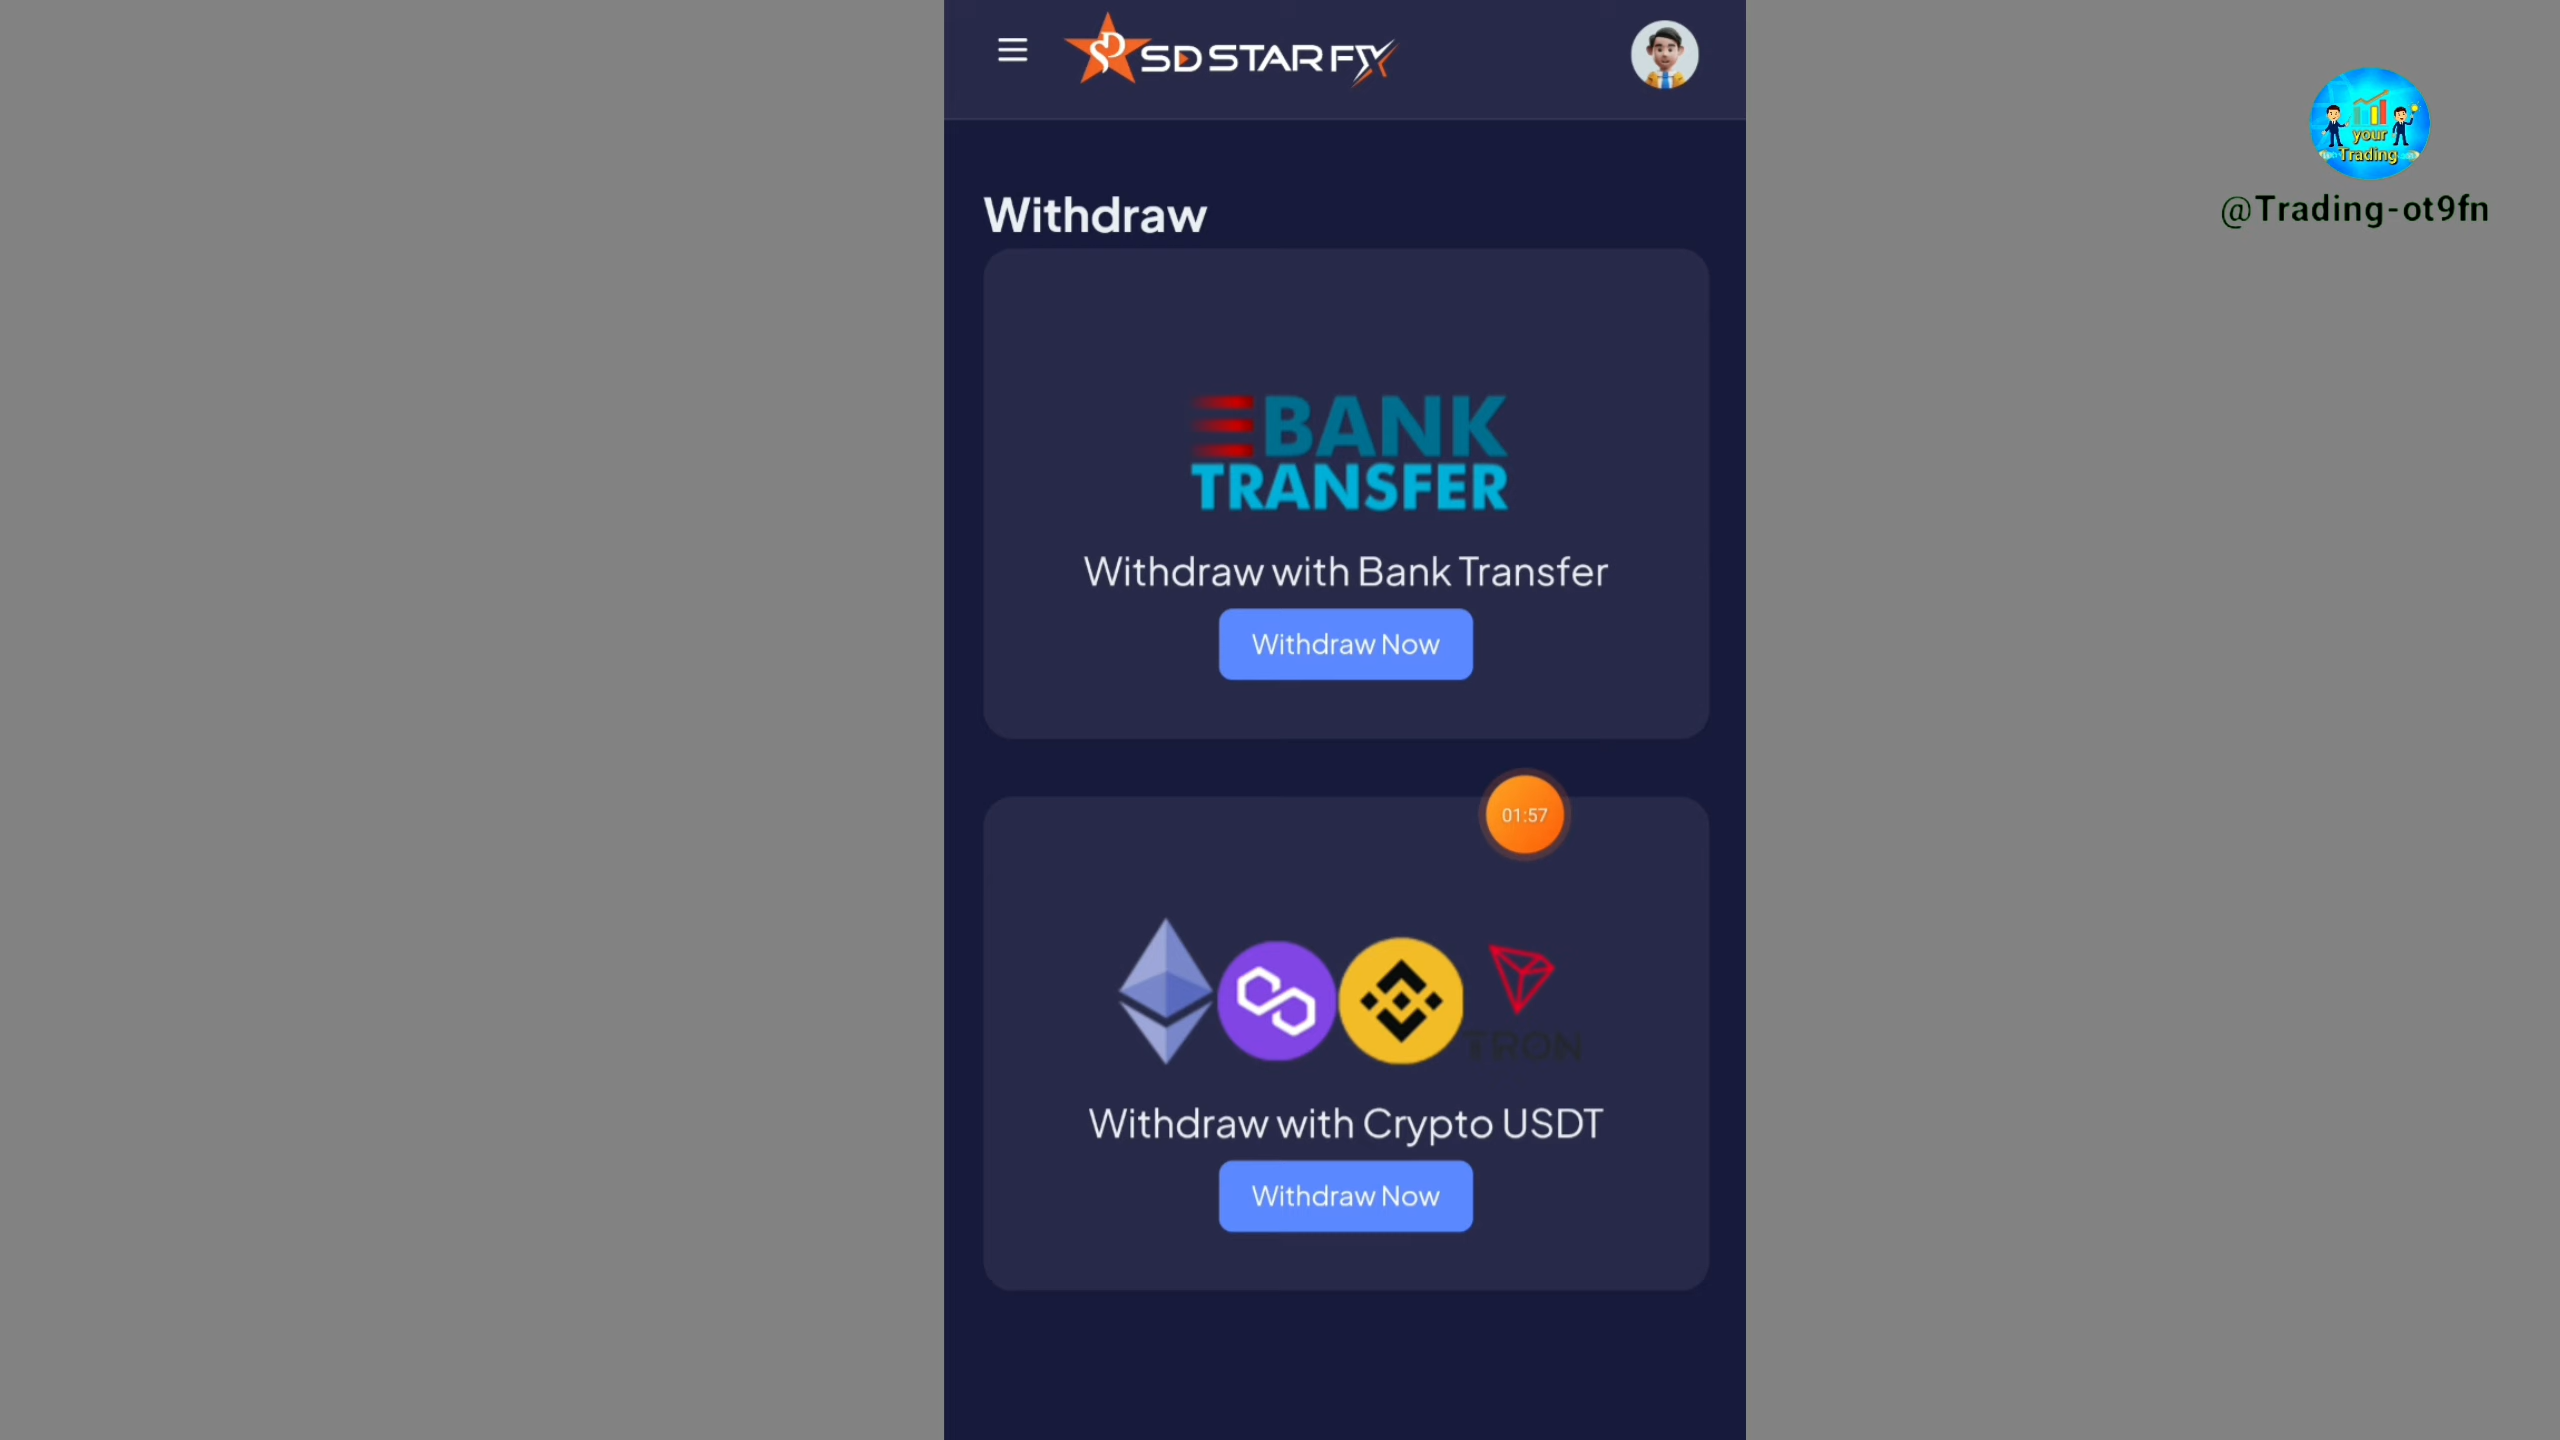 SD STAR FX
your
Trading
@Trading-ot9fn
Withdraw
BANK
TRANSFER
Withdraw with Bank Transfer
Withdraw Now
01:57
TRON
Withdraw with Crypto USDT
Withdraw Now